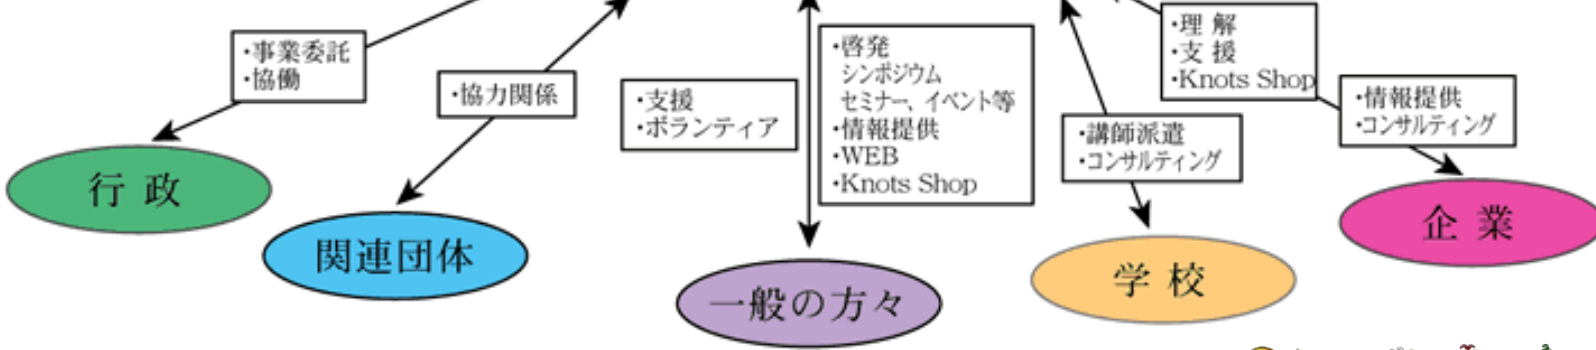 ・事業委託
・協働
・協力関係
・支援
・ボランティア
・啓発
シンポジウム
セミナー、イベント等
・情報提供
・WEB
・Knots Shop
・講師派遣
・コンサルティング
・理 解
・支 援
・Knots Shop
・情報提供
・コンサルティング
行 政
関連団体
一般の方々
学 校
企 業